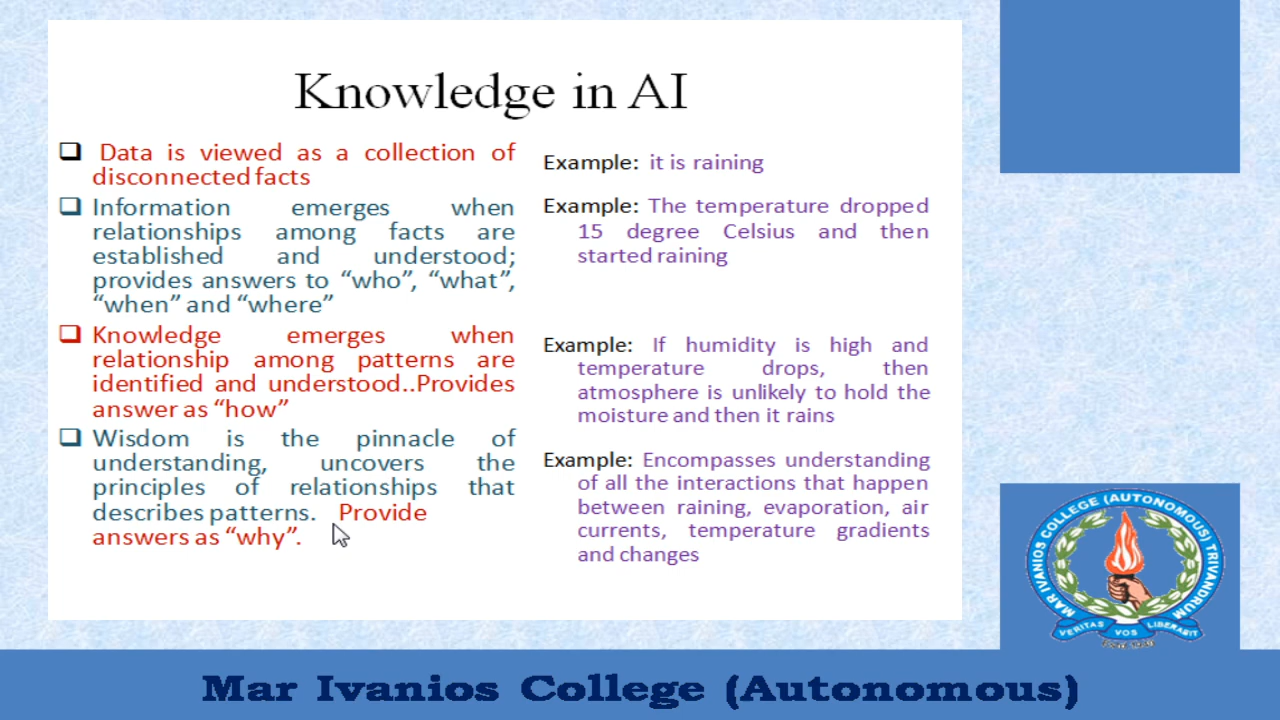 Knowledge in AI
Data is viewed as a collection of
disconnected facts
Information emerges when
relationships among facts are
established and understood;
provides answers to “who”, “what”,
“when” and “where”
Knowledge emerges when
relationship among patterns are
identified and understood..Provides
answer as “how”
Wisdom is the pinnacle of
understanding, uncovers the
principles of relationships that
describes patterns. Provide
answers as “why”.
Example: it is raining
Example: The temperature dropped
15 degree Celsius and then
started raining
Example: If humidity is high and
temperature drops, then
atmosphere is unlikely to hold the
moisture and then it rains
Example: Encompasses understanding
of all the interactions that happen
between raining, evaporation, air
currents, temperature gradients
and changes
MAR IVANIOS COLLEGE (AUTONOMOUS) TRIVANDRUM
VERITAS VOS LIBERABIT
Mar Ivanios College (Autonomous)